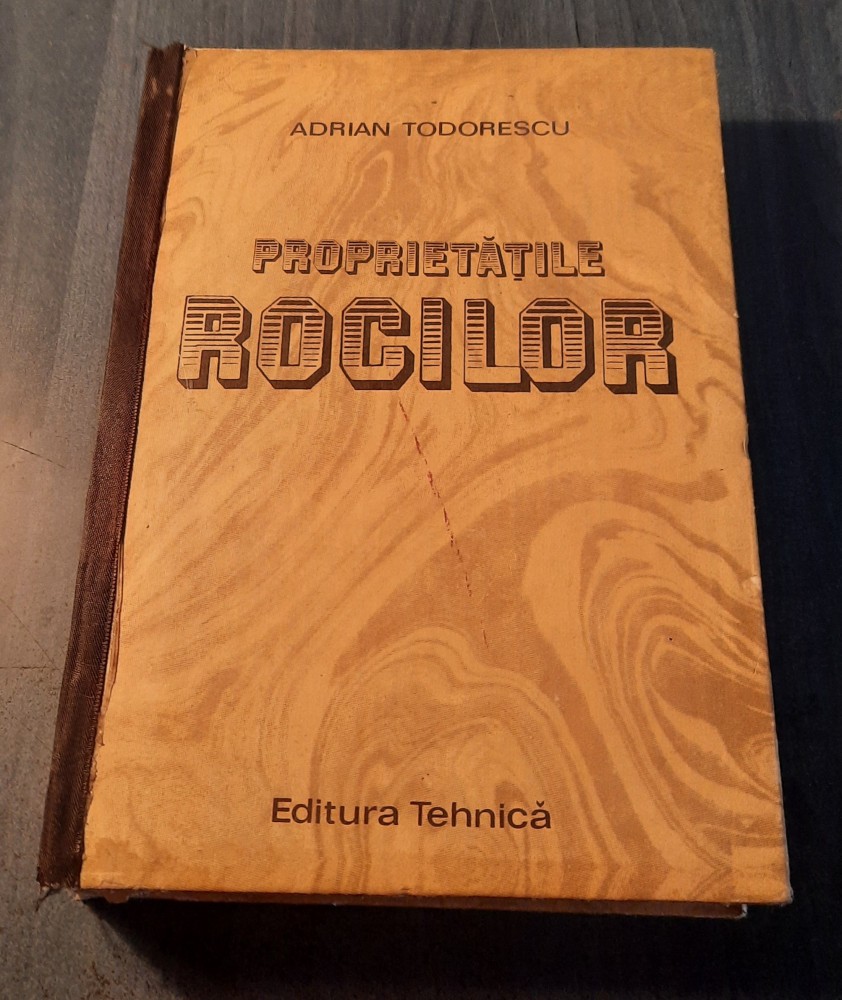 ADRIAN TODORESCU
PROPRIETĂȚILE
ROCILOR
Editura Tehnică